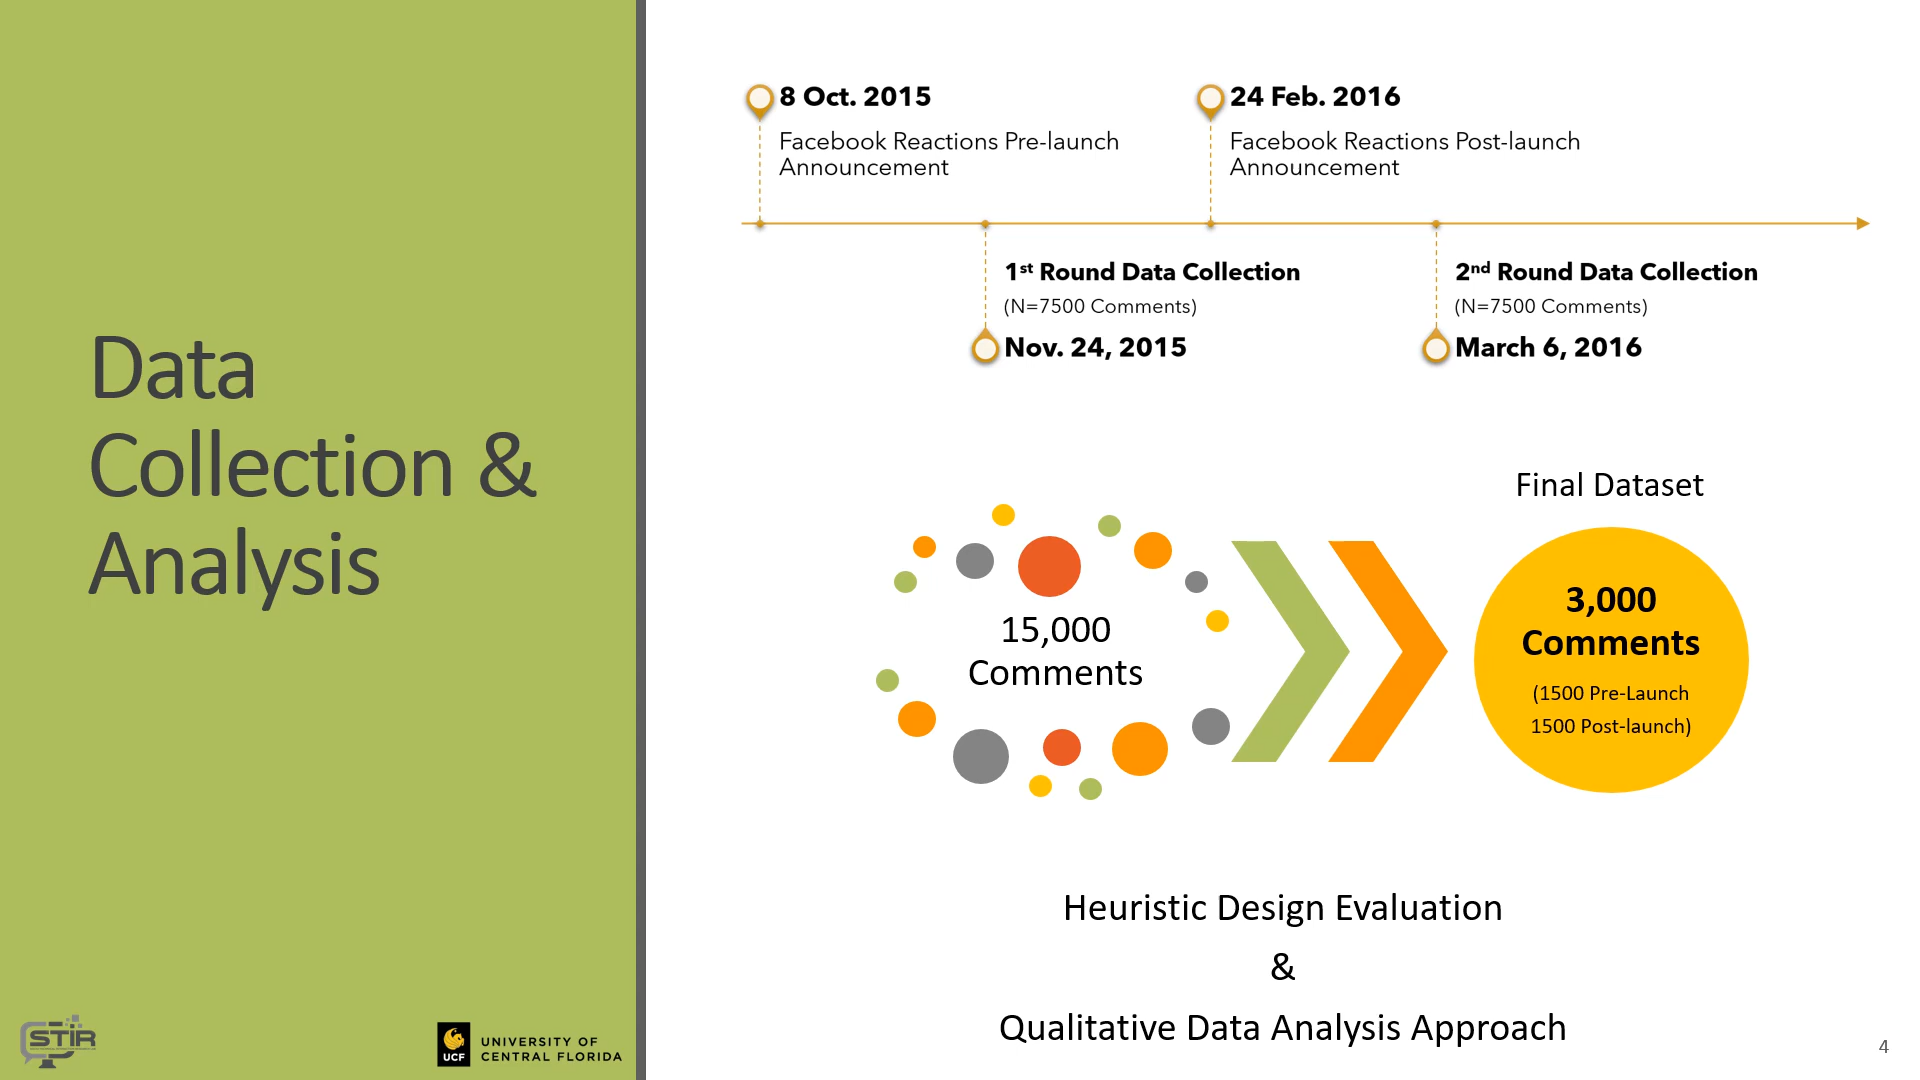 Data
Collection &
Analysis
8 Oct. 2015
Facebook Reactions Pre-launch
Announcement
24 Feb. 2016
Facebook Reactions Post-launch
Announcement
1st Round Data Collection
(N=7500 Comments)
Nov. 24, 2015
2nd Round Data Collection
(N=7500 Comments)
March 6, 2016
15,000
Comments
Final Dataset
3,000
Comments
(1500 Pre-Launch
1500 Post-launch)
Heuristic Design Evaluation
&
Qualitative Data Analysis Approach
STIR
UCF
UNIVERSITY OF
CENTRAL FLORIDA
4